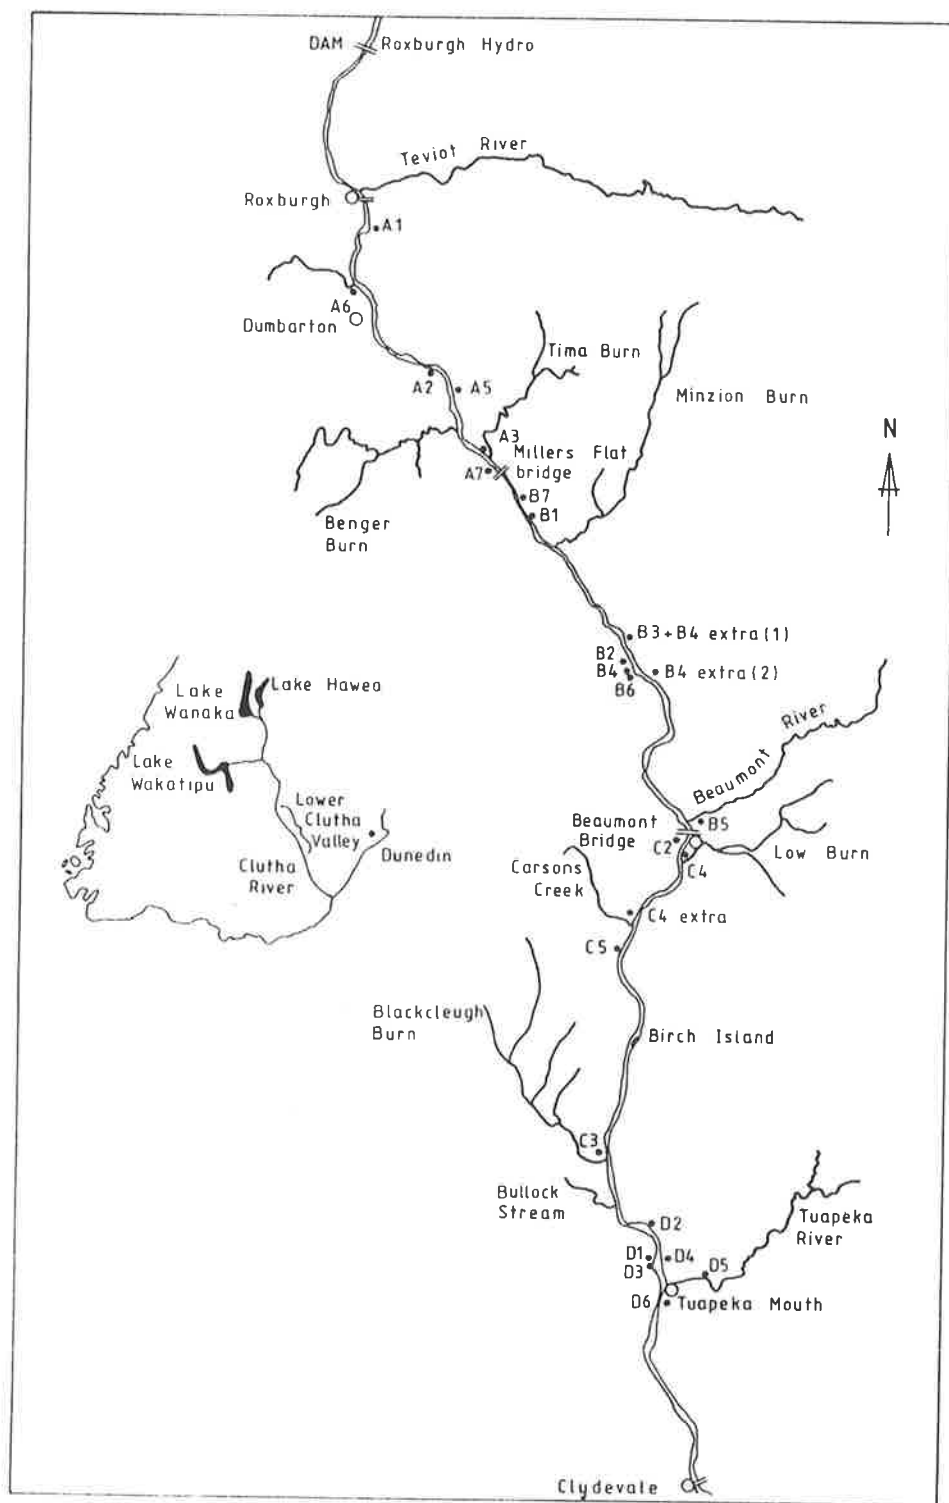 DAM Roxburgh Hydro
Teviot River
Roxburgh
A1
A6
Dumbarton
Tima Burn
A2
A5
Minzion Burn
N
A3
Millers Flat
bridge
A7
B7
B1
Benger
Burn
B3+B4 extra (1)
B2
B4
B4 extra (2)
B6
Lake Hawea
Lake
Wanaka
Lake
Wakatipu
Lower
Clutha
Valley
Dunedin
Clutha
River
Beaumont River
B5
Beaumont
Bridge
C2
C4
Low Burn
Carsons
Creek
C4 extra
C5
Blackcleugh
Burn
Birch Island
C3
Bullock
Stream
D2
Tuapeka
River
D1
D4
D3
D5
D6
Tuapeka Mouth
Clydevale